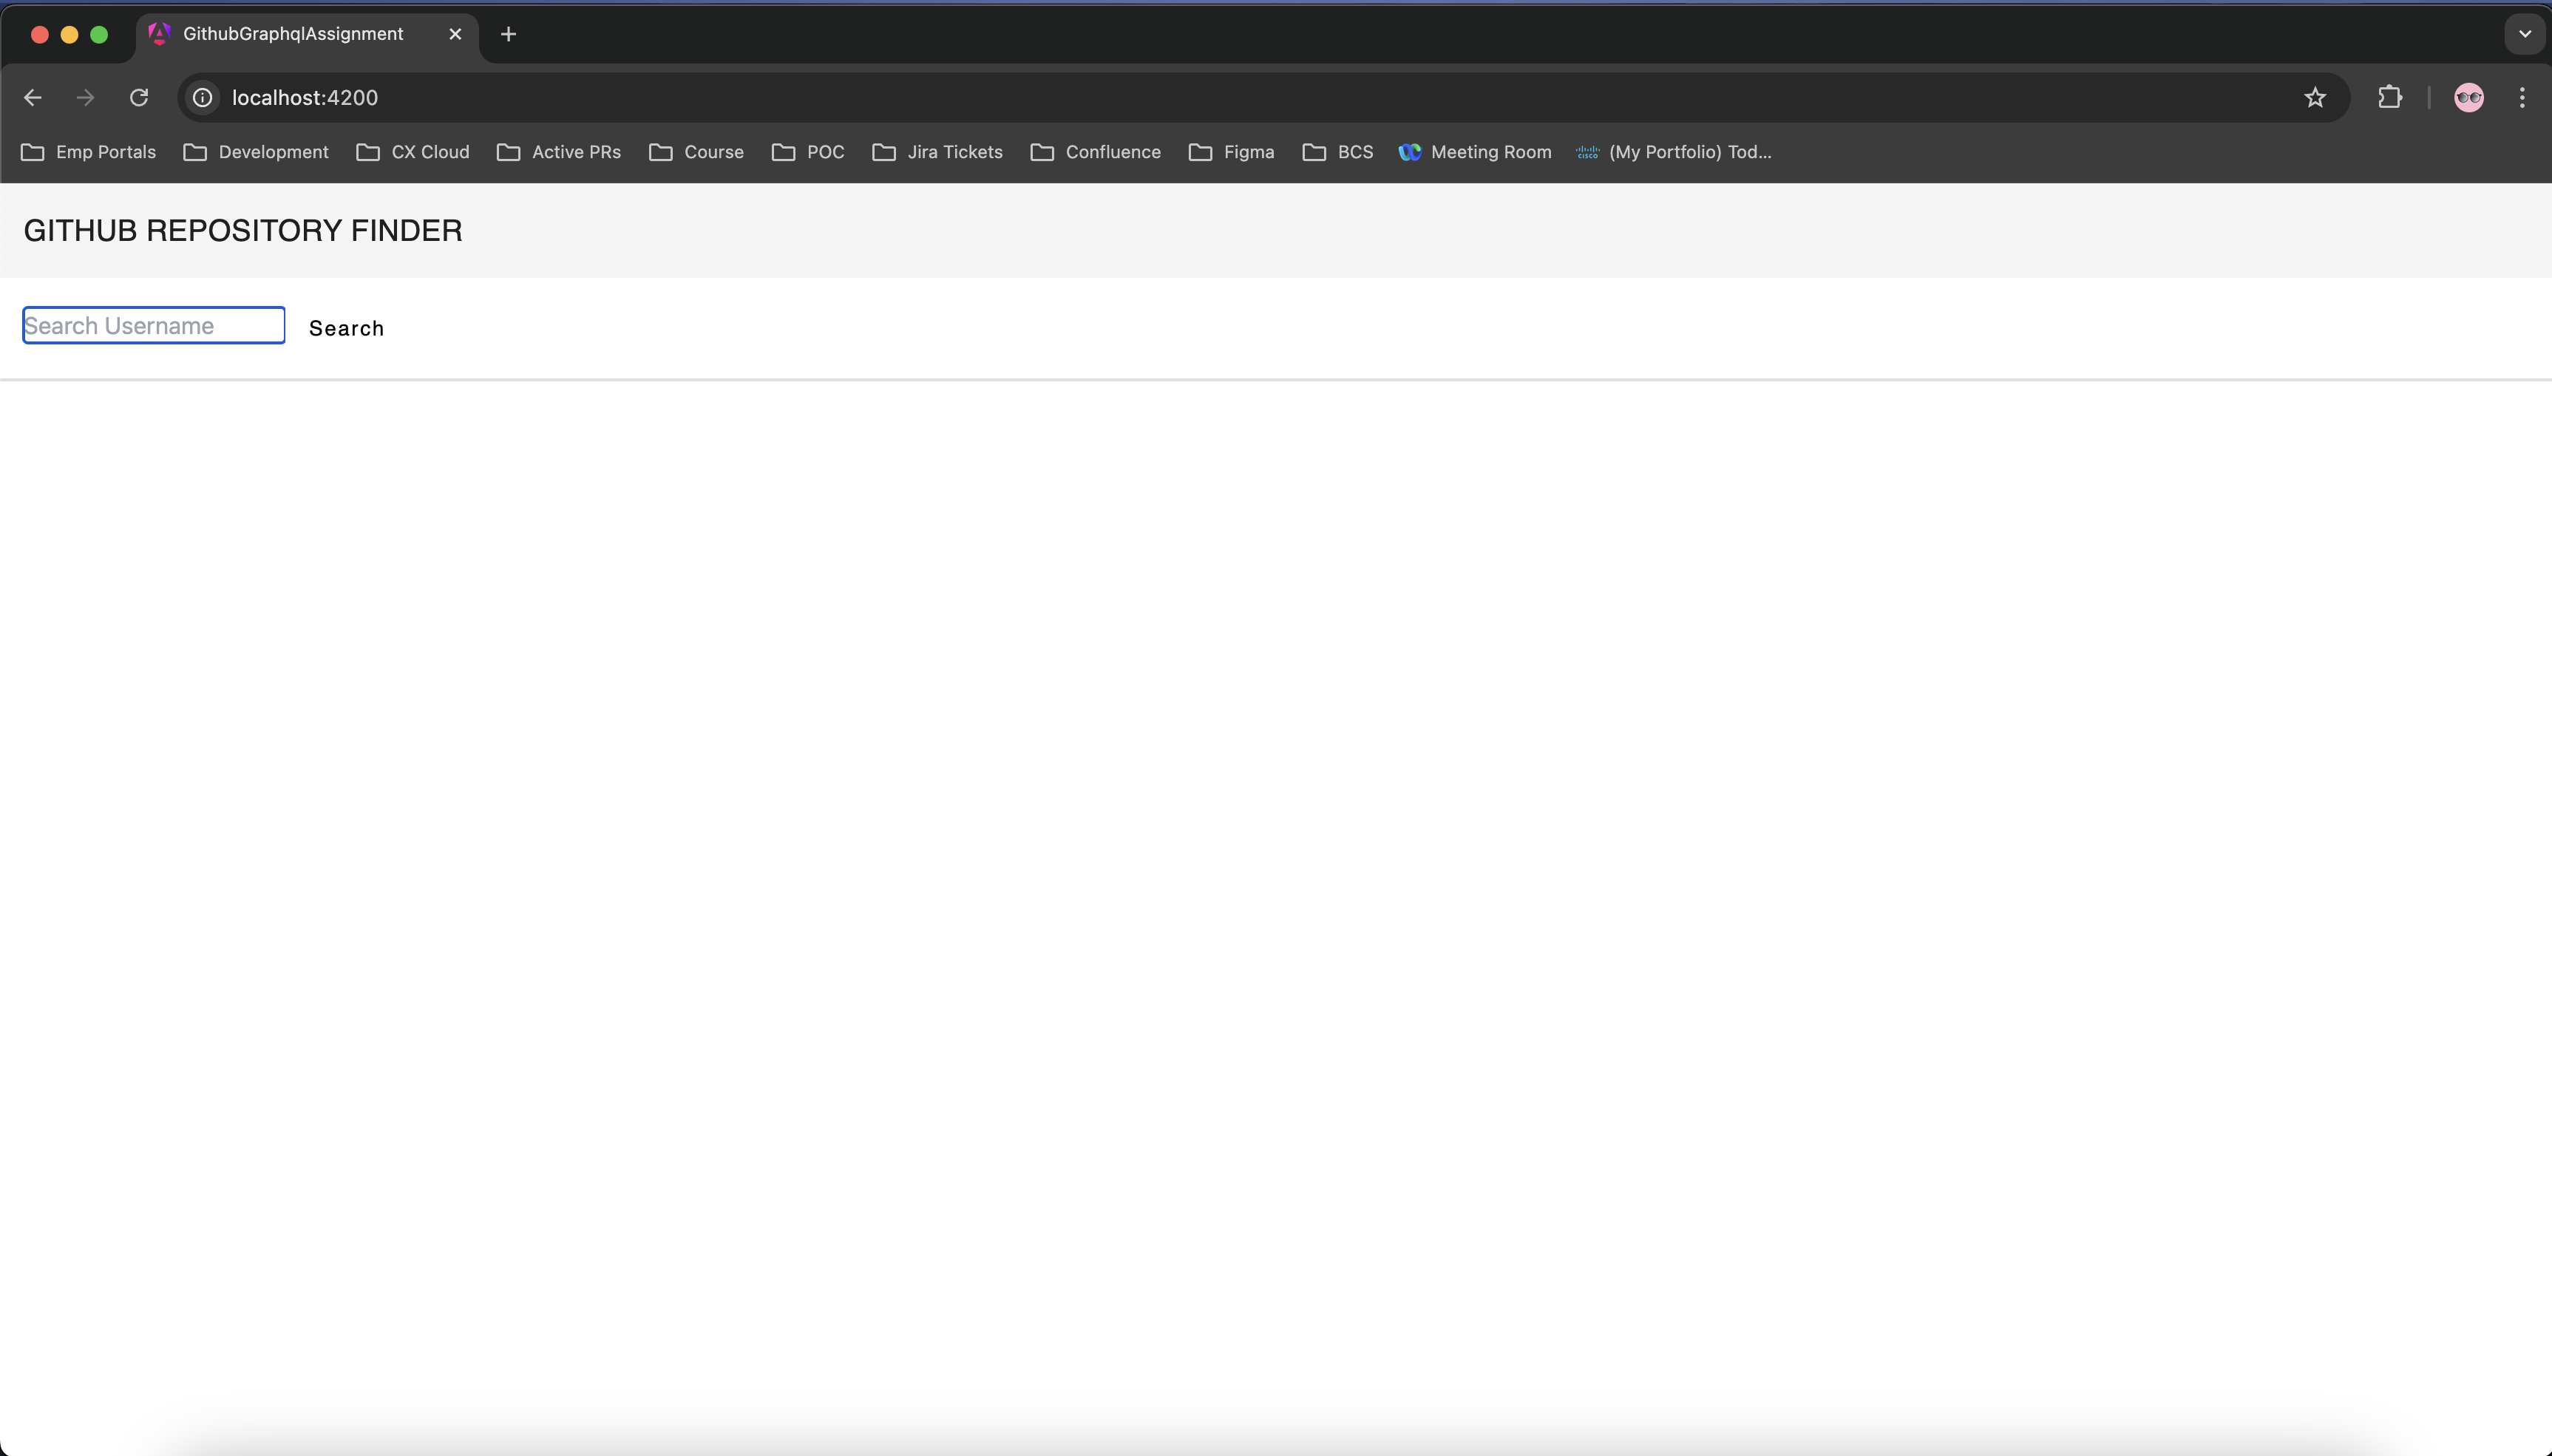 GithubGraphqlAssignment
localhost:4200
Emp Portals Development CX Cloud Active PRs Course POC Jira Tickets Confluence Figma BCS Meeting Room cisco (My Portfolio) Tod...
GITHUB REPOSITORY FINDER
Search Username Search